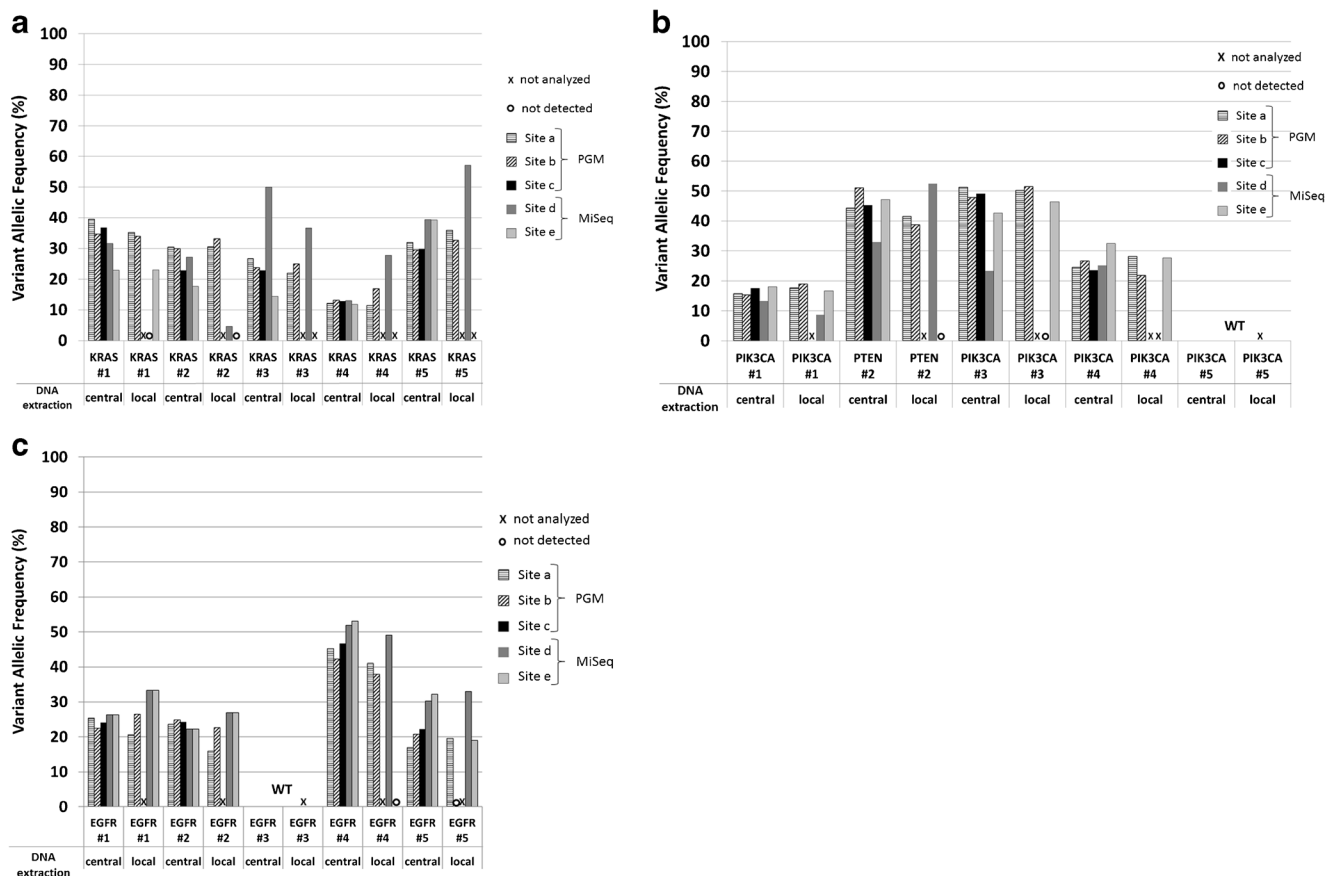 a
Variant Allelic Fequency (%)
100
90
80
70
60
50
40
30
20
10
0
x not analyzed
o not detected
Site a
Site b
Site c
PGM
Site d
Site e
MiSeq
x o x o x x x x x x
KRAS #1 KRAS #1 KRAS #2 KRAS #2 KRAS #3 KRAS #3 KRAS #4 KRAS #4 KRAS #5 KRAS #5
DNA extraction central local central local central local central local central local
b
Variant Allelic Fequency (%)
100
90
80
70
60
50
40
30
20
10
0
x not analyzed
o not detected
Site a
Site b
Site c
PGM
Site d
Site e
MiSeq
WT
x x o x o x x x
PIK3CA #1 PIK3CA #1 PTEN #2 PTEN #2 PIK3CA #3 PIK3CA #3 PIK3CA #4 PIK3CA #4 PIK3CA #5 PIK3CA #5
DNA extraction central local central local central local central local central local
c
Variant Allelic Frequency (%)
100
90
80
70
60
50
40
30
20
10
0
x not analyzed
o not detected
Site a
Site b
Site c
PGM
Site d
Site e
MiSeq
WT
x x x x o o x
EGFR #1 EGFR #1 EGFR #2 EGFR #2 EGFR #3 EGFR #3 EGFR #4 EGFR #4 EGFR #5 EGFR #5
DNA extraction central local central local central local central local central local